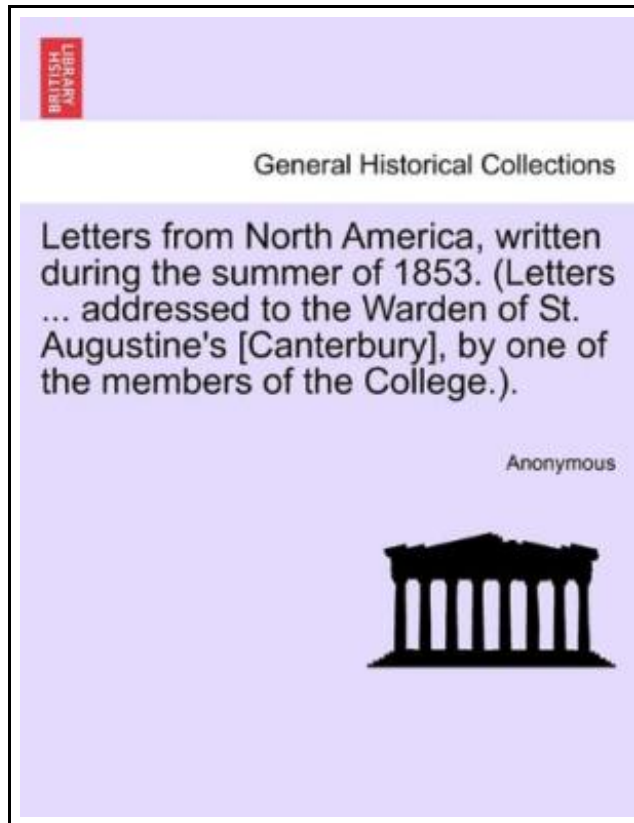 BRITISH
LIBRARY
General Historical Collections
Letters from North America, written
during the summer of 1853. (Letters
... addressed to the Warden of St.
Augustine's [Canterbury], by one of
the members of the College.).
Anonymous